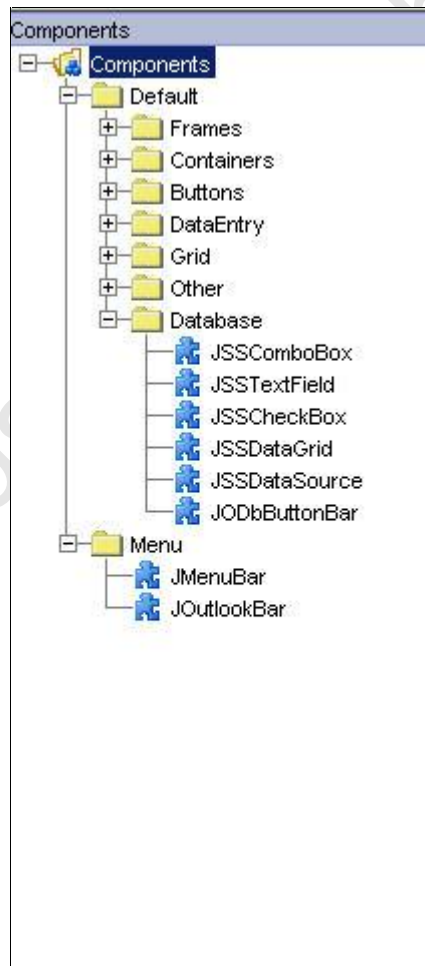 Components
Components
Default
Frames
Containers
Buttons
DataEntry
Grid
Other
Database
JSSComboBox
JSSTextField
JSSCheckBox
JSSDataGrid
JSSDataSource
JODbButtonBar
Menu
JMenuBar
JOutlookBar